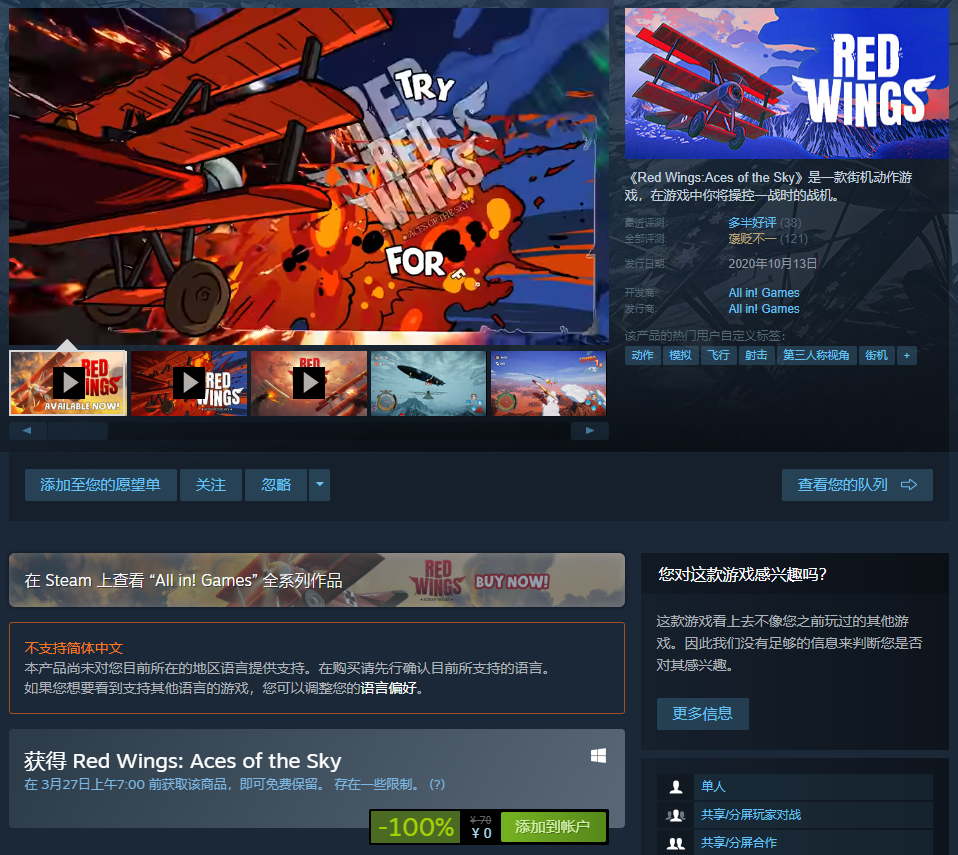 TRY
RED
WINGS
ACES OF THE SKY
FOR
RED
WINGS
《Red Wings:Aces of the Sky》是一款街机动作游
戏，在游戏中你将操控一战时的战机。
最近评测: 多半好评 (38)
全部评测: 褒贬不一 (121)
发行日期: 2020年10月13日
开发商: All in! Games
发行商: All in! Games
该产品的热门用户自定义标签:
动作 模拟 飞行 射击 第三人称视角 街机 +
RED
WINGS
AVAILABLE NOW!
RED
WINGS
RED
添加至您的愿望单 关注 忽略 查看您的队列
在 Steam 上查看 “All in! Games” 全系列作品
RED
WINGS
BUY NOW!
不支持简体中文
本产品尚未对您目前所在的地区语言提供支持。在购买请先行确认目前所支持的语言。
如果您想要看到支持其他语言的游戏，您可以调整您的语言偏好。
获得 Red Wings: Aces of the Sky
在 3月27日上午7:00 前获取该商品，即可免费保留。 存在一些限制。 (?)
-100% ¥ 70
¥ 0 添加到帐户
您对这款游戏感兴趣吗？
这款游戏看上去不像您之前玩过的其他游
戏。因此我们没有足够的信息来判断您是否
对其感兴趣。
更多信息
单人
共享/分屏玩家对战
共享/分屏合作